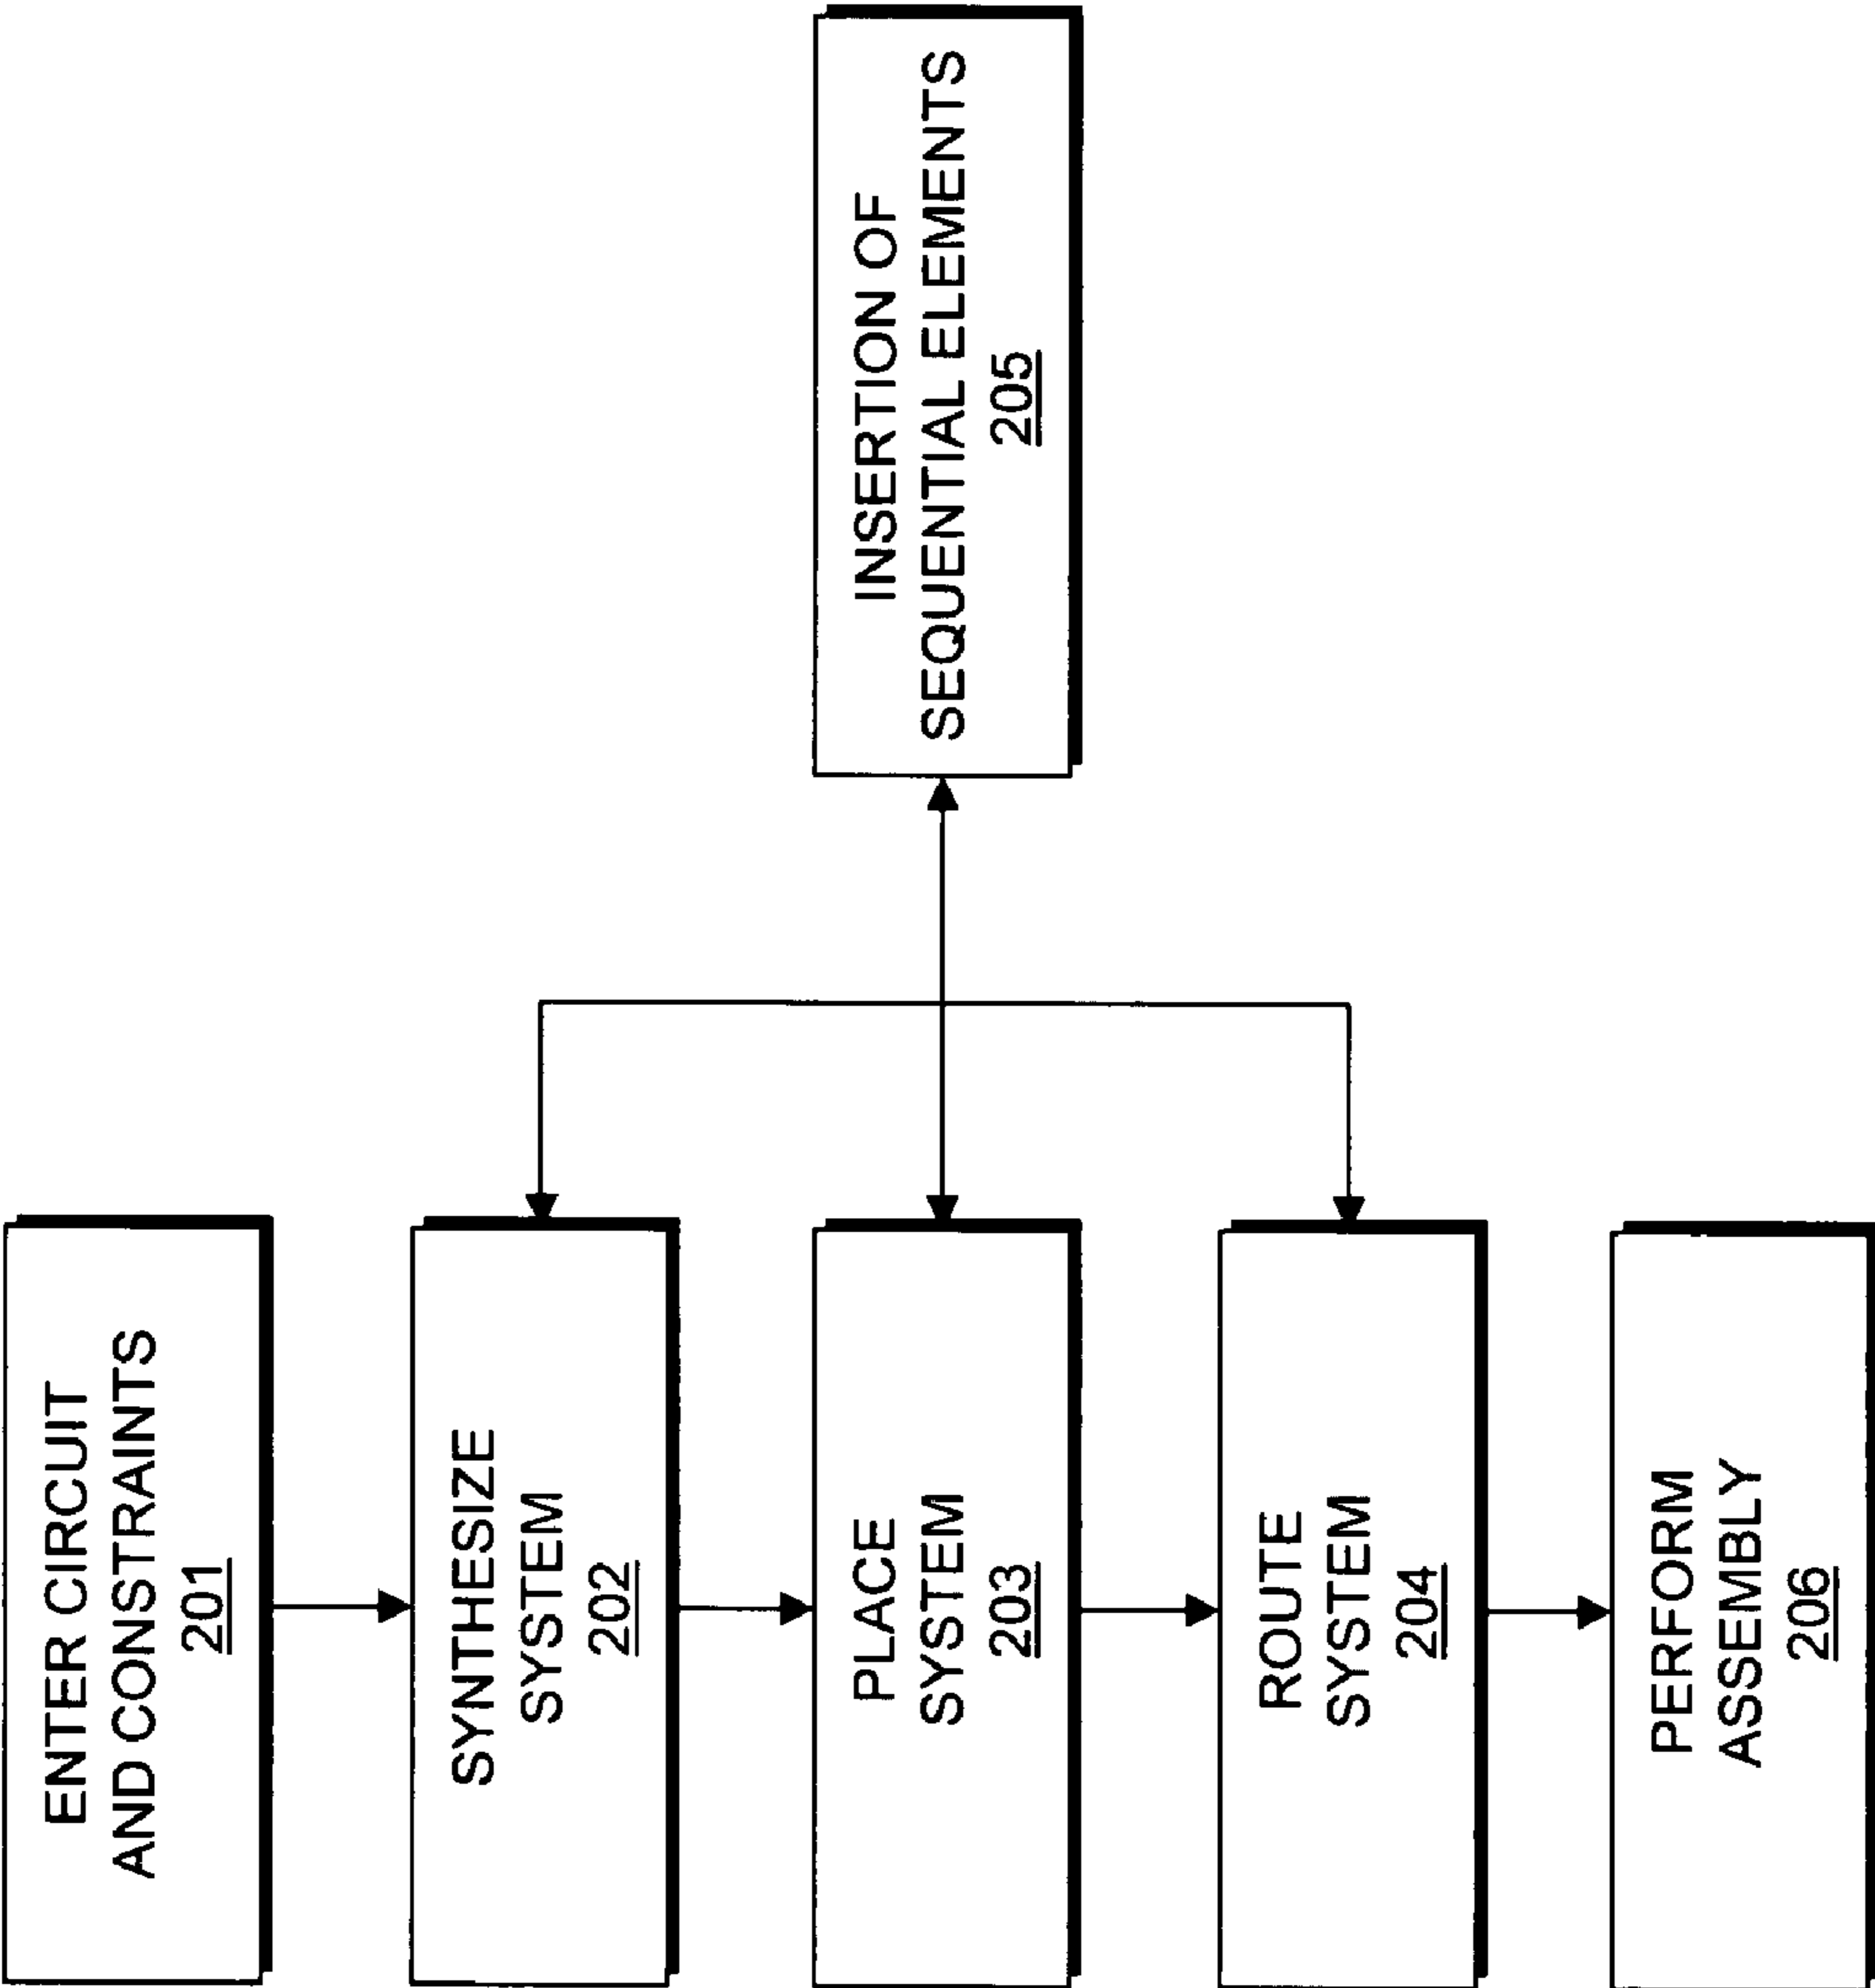 ENTER CIRCUIT
AND CONSTRAINTS
201
SYNTHESIZE
SYSTEM
202
PLACE
SYSTEM
203
ROUTE
SYSTEM
204
INSERTION OF
SEQUENTIAL ELEMENTS
205
PERFORM
ASSEMBLY
206